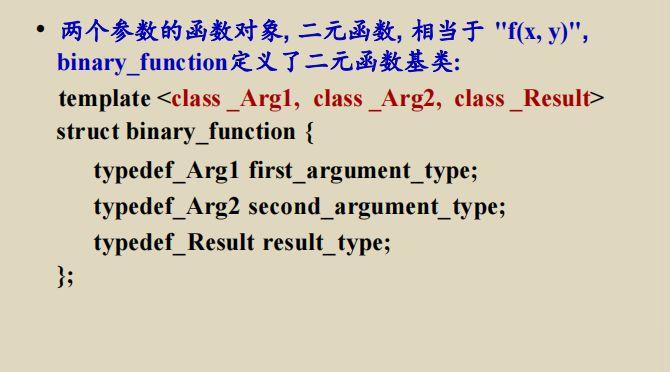 • 两个参数的函数对象, 二元函数, 相当于 "f(x, y)",
binary_function定义了二元函数基类:
template <class _Arg1, class _Arg2, class _Result>
struct binary_function {
typedef_Arg1 first_argument_type;
typedef_Arg2 second_argument_type;
typedef_Result result_type;
};